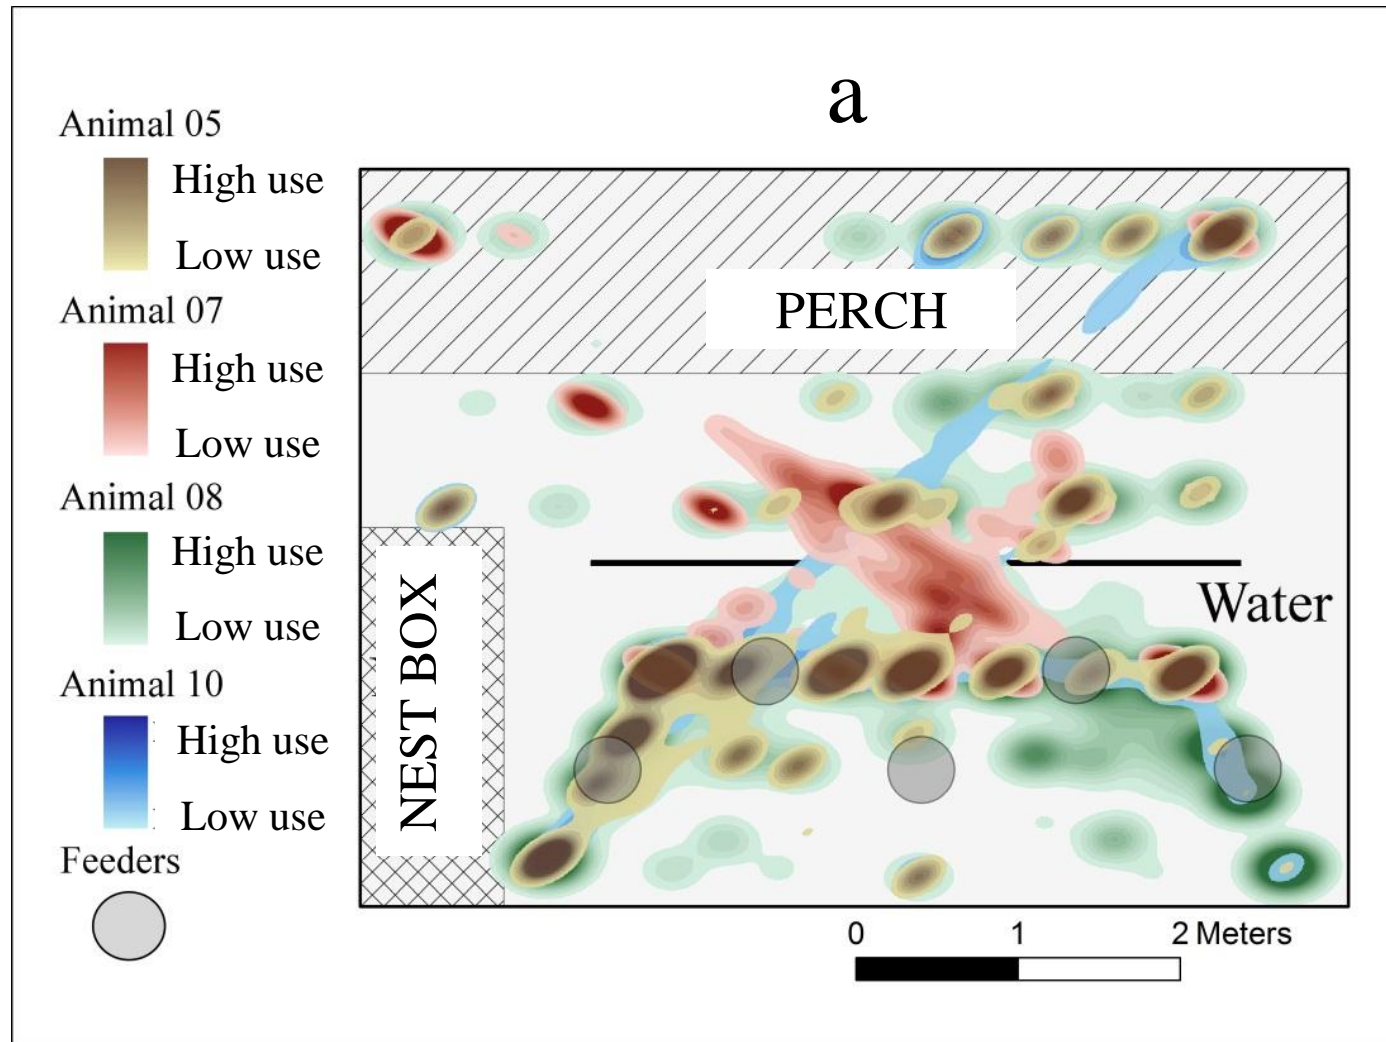 a
Animal 05
High use
Low use
Animal 07
High use
Low use
Animal 08
High use
Low use
Animal 10
High use
Low use
Feeders
PERCH
NEST BOX
Water
0 1 2 Meters